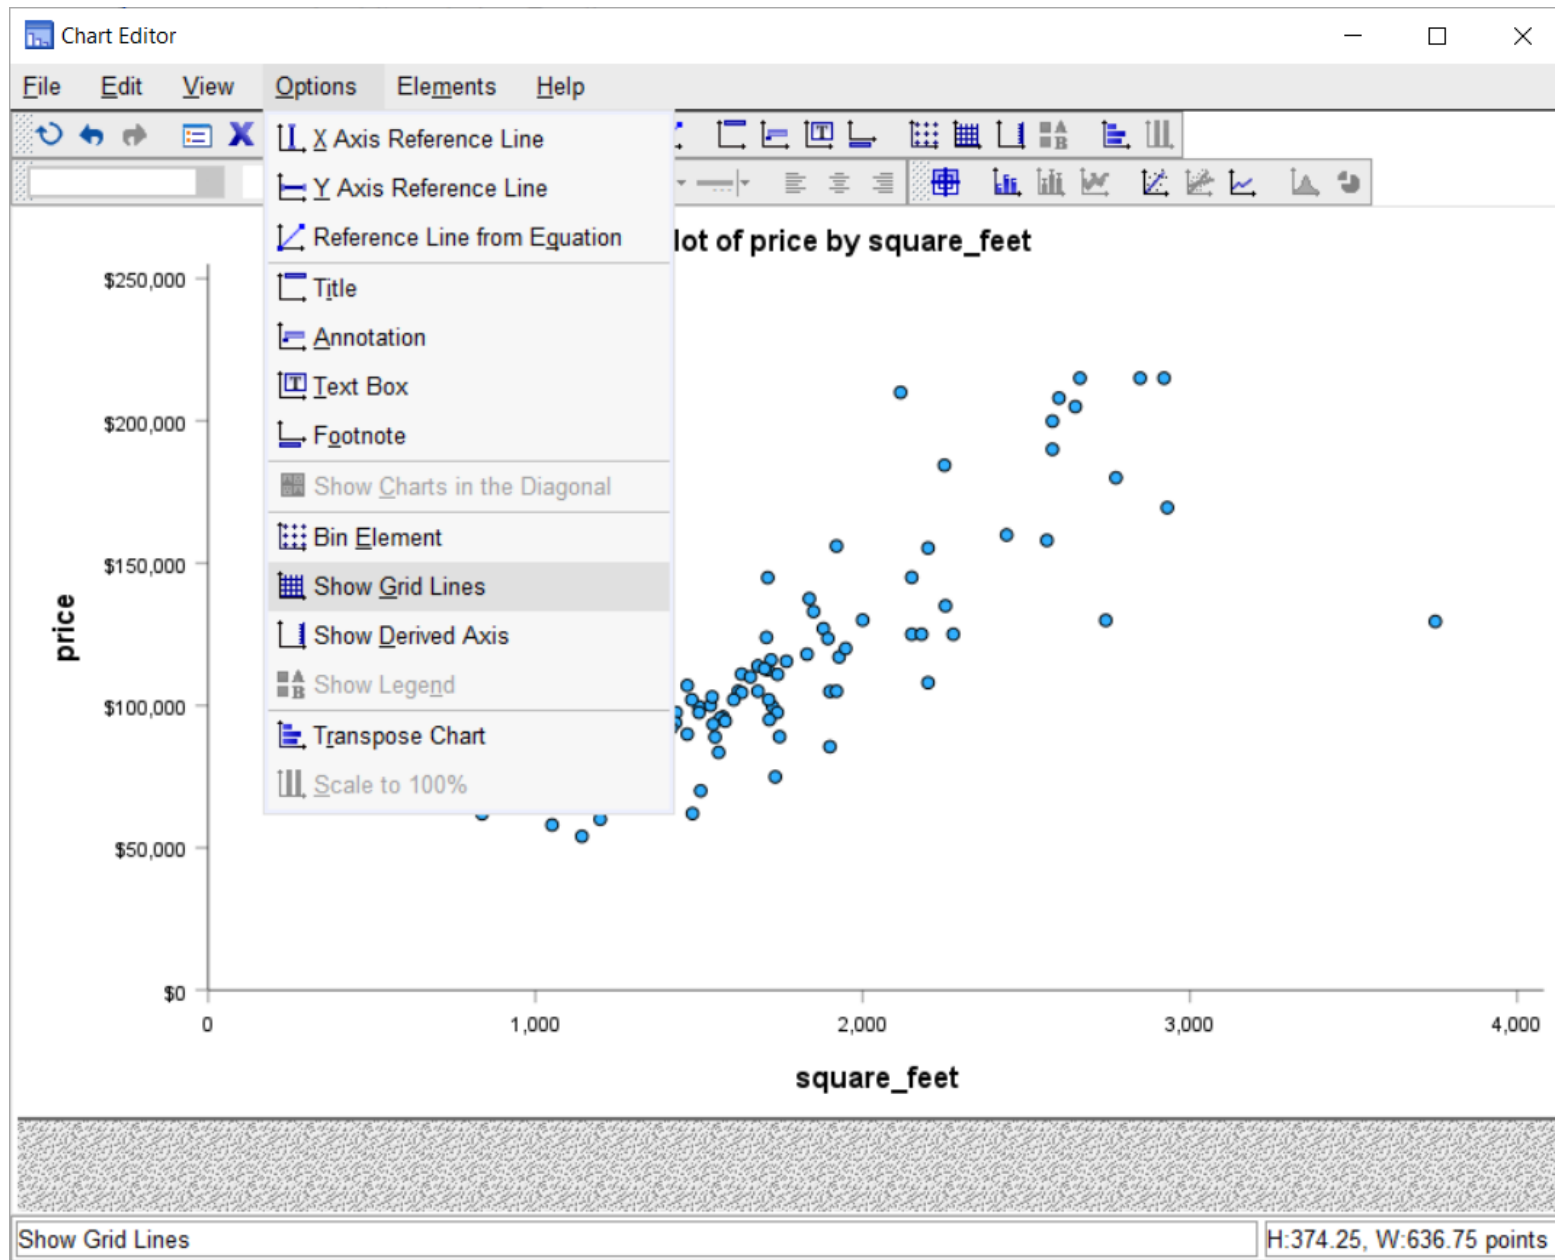 Chart Editor
File Edit View Options Elements Help
X Axis Reference Line
Y Axis Reference Line
Reference Line from Equation
Title
Annotation
Text Box
Footnote
Show Charts in the Diagonal
Bin Element
Show Grid Lines
Show Derived Axis
Show Legend
Transpose Chart
Scale to 100%
lot of price by square_feet
$250,000
$200,000
$150,000
$100,000
$50,000
$0
price
0 1,000 2,000 3,000 4,000
square_feet
Show Grid Lines H:374.25, W:636.75 points